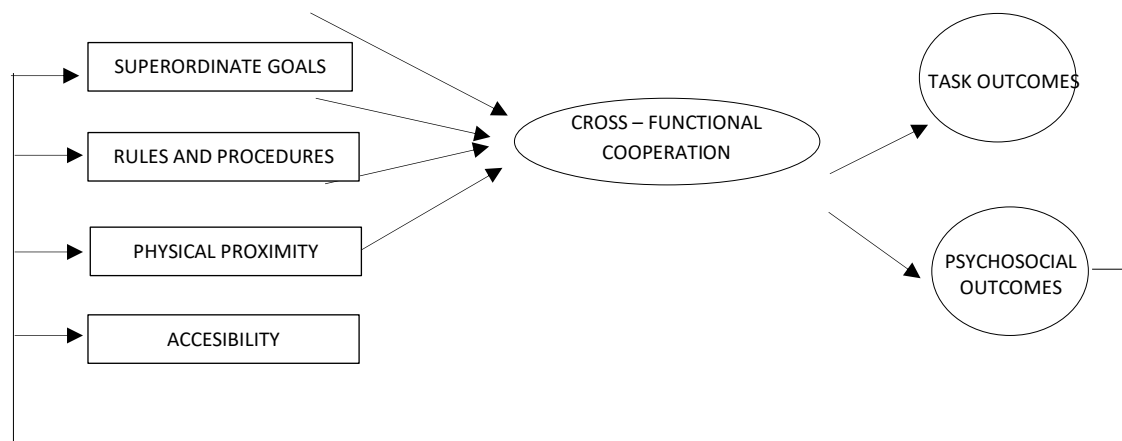 SUPERORDINATE GOALS
RULES AND PROCEDURES
PHYSICAL PROXIMITY
ACCESIBILITY
CROSS – FUNCTIONAL
COOPERATION
TASK OUTCOMES
PSYCHOSOCIAL
OUTCOMES